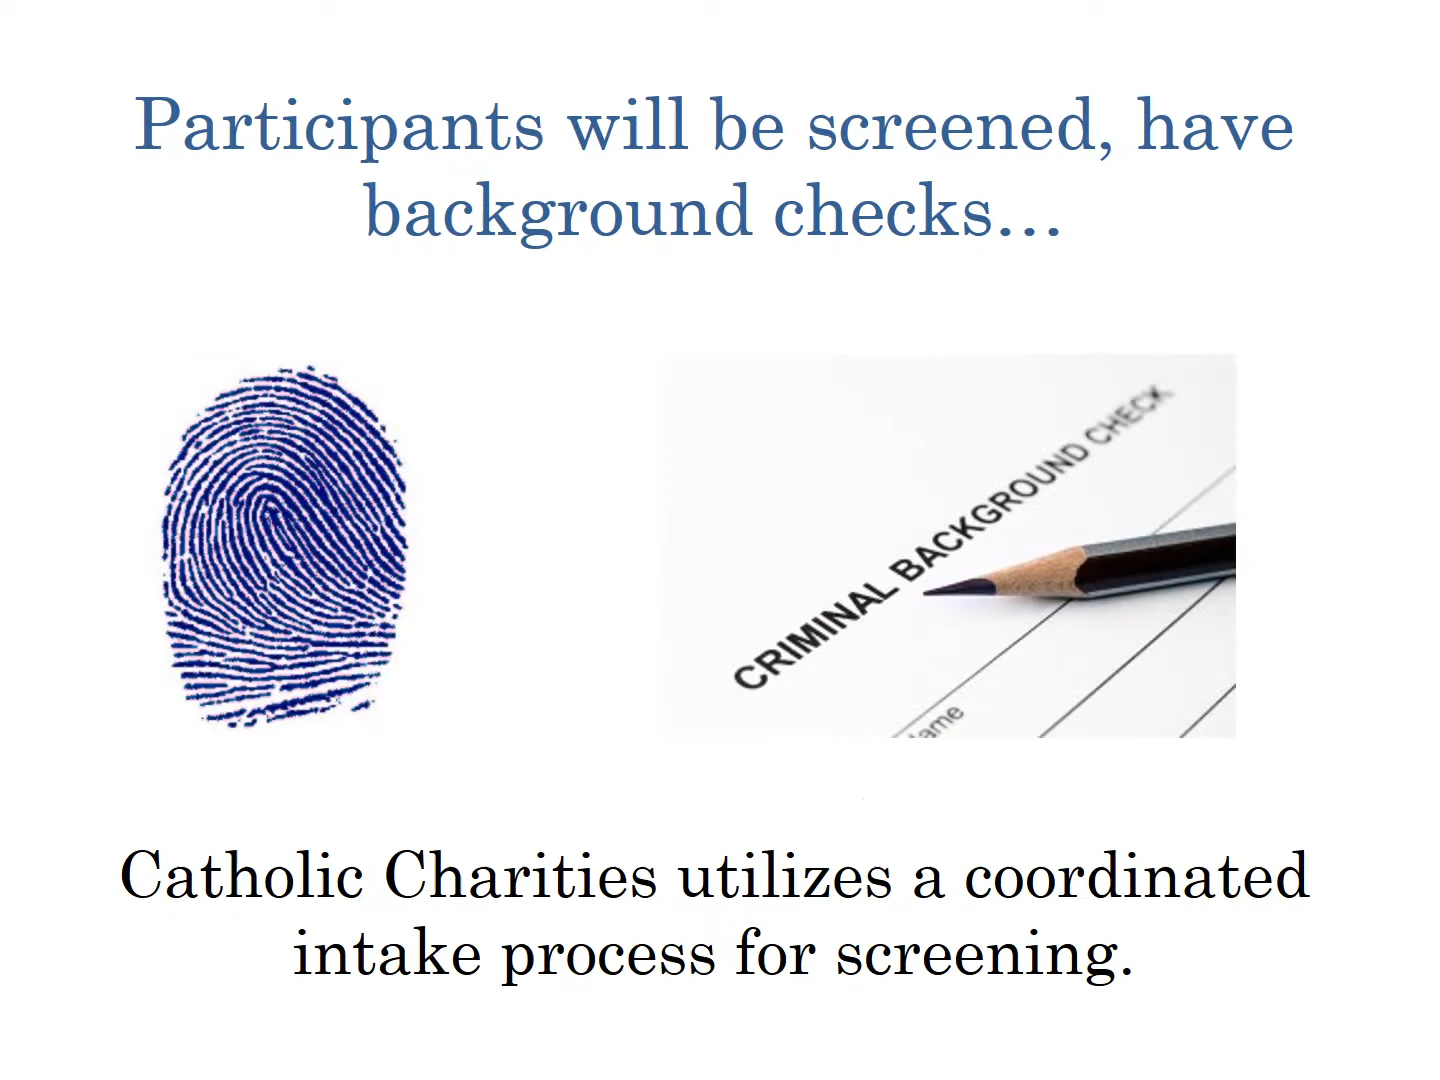 Participants will be screened, have
background checks…
CRIMINAL BACKGROUND CHECK
Catholic Charities utilizes a coordinated
intake process for screening.